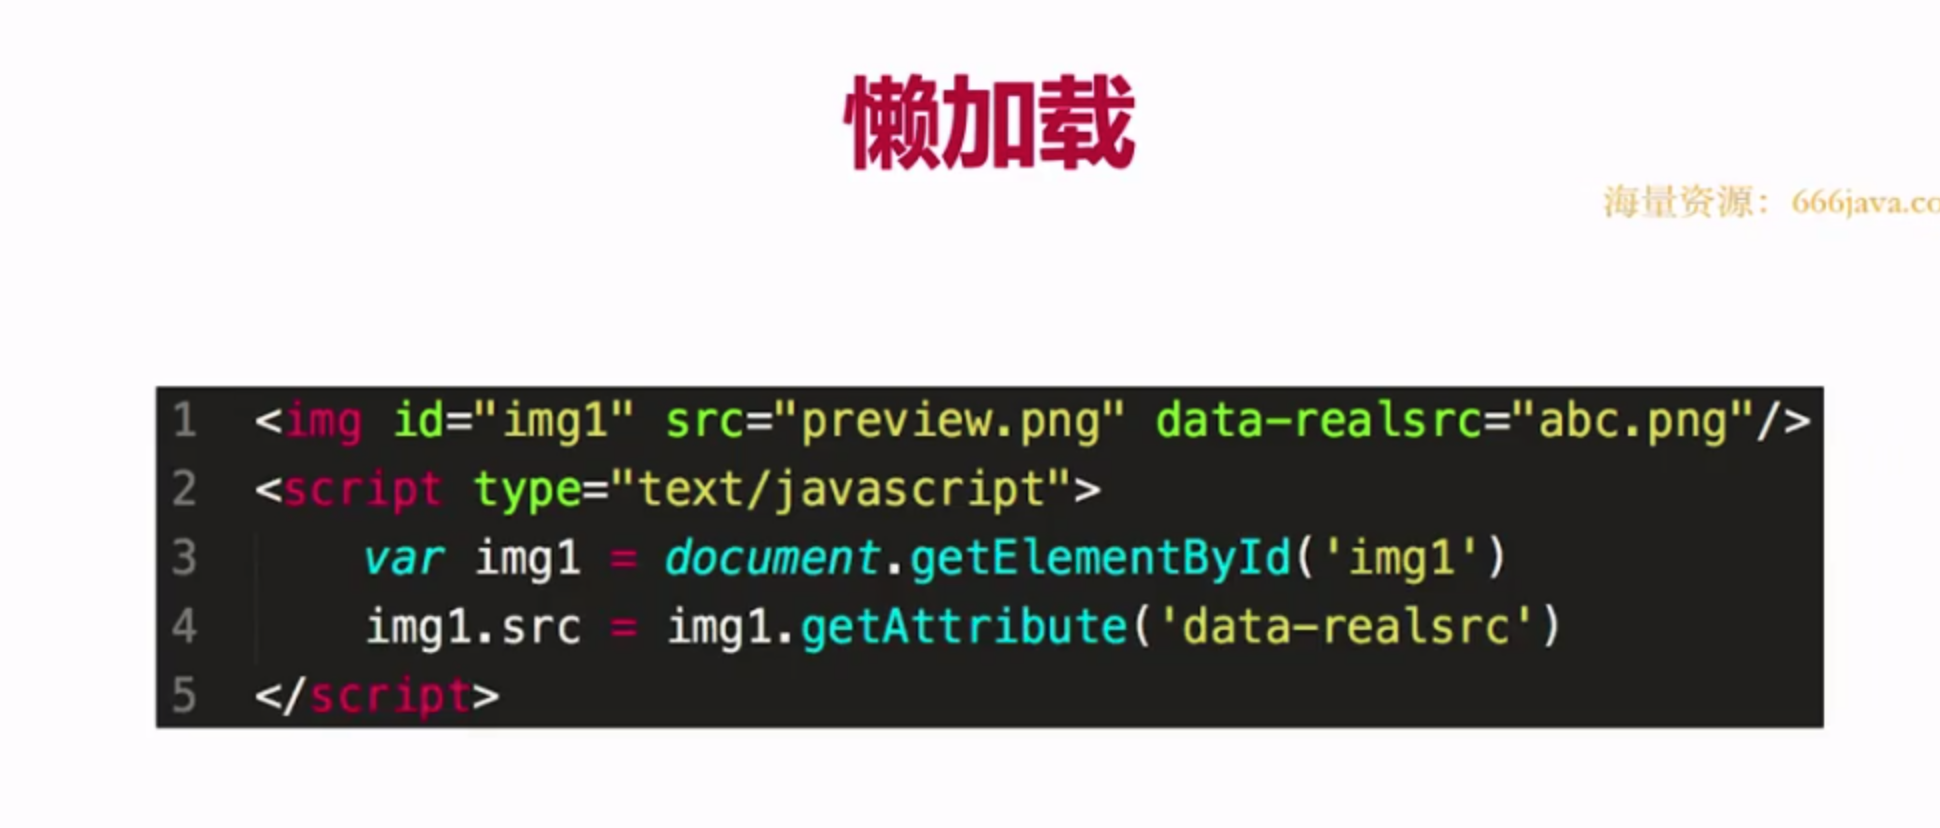 懒加载
海量资源：666java.co
1 <img id="img1" src="preview.png" data-realsrc="abc.png"/>
2 <script type="text/javascript">
3 var img1 = document.getElementById('img1')
4 img1.src = img1.getAttribute('data-realsrc')
5 </script>